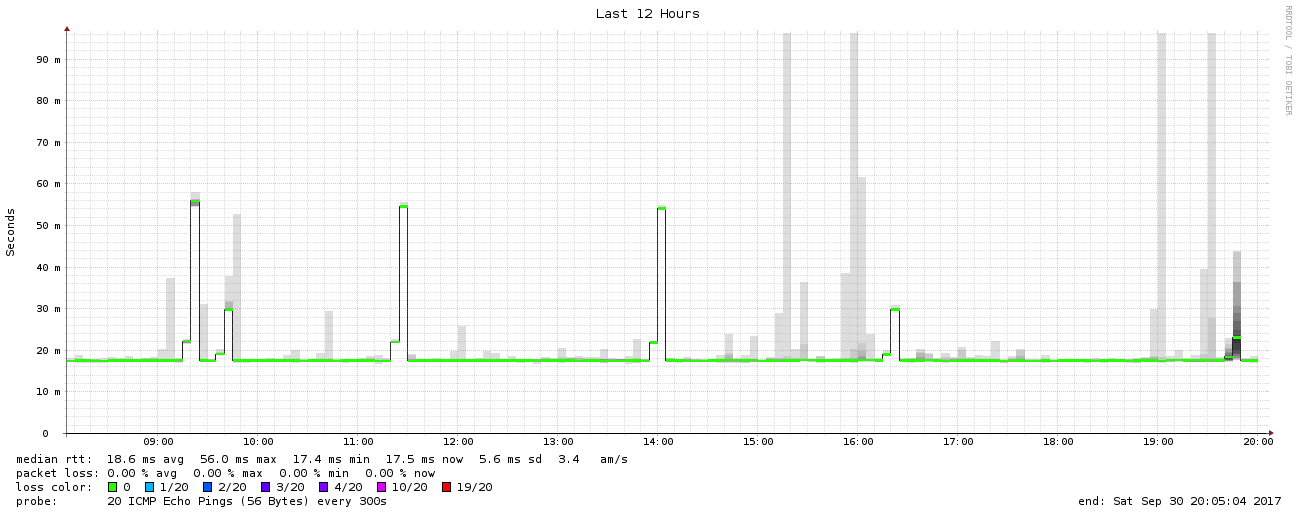 Last 12 Hours
RRDTOOL / TOBI OETIKER
Seconds
90 m
80 m
70 m
60 m
50 m
40 m
30 m
20 m
10 m
0
09:00 10:00 11:00 12:00 13:00 14:00 15:00 16:00 17:00 18:00 19:00 20:00
median rtt: 18.6 ms avg 56.0 ms max 17.4 ms min 17.5 ms now 5.6 ms sd 3.4 am/s
packet loss: 0.00 % avg 0.00 % max 0.00 % min 0.00 % now
loss color: 0 1/20 2/20 3/20 4/20 10/20 19/20
probe: 20 ICMP Echo Pings (56 Bytes) every 300s end: Sat Sep 30 20:05:04 2017